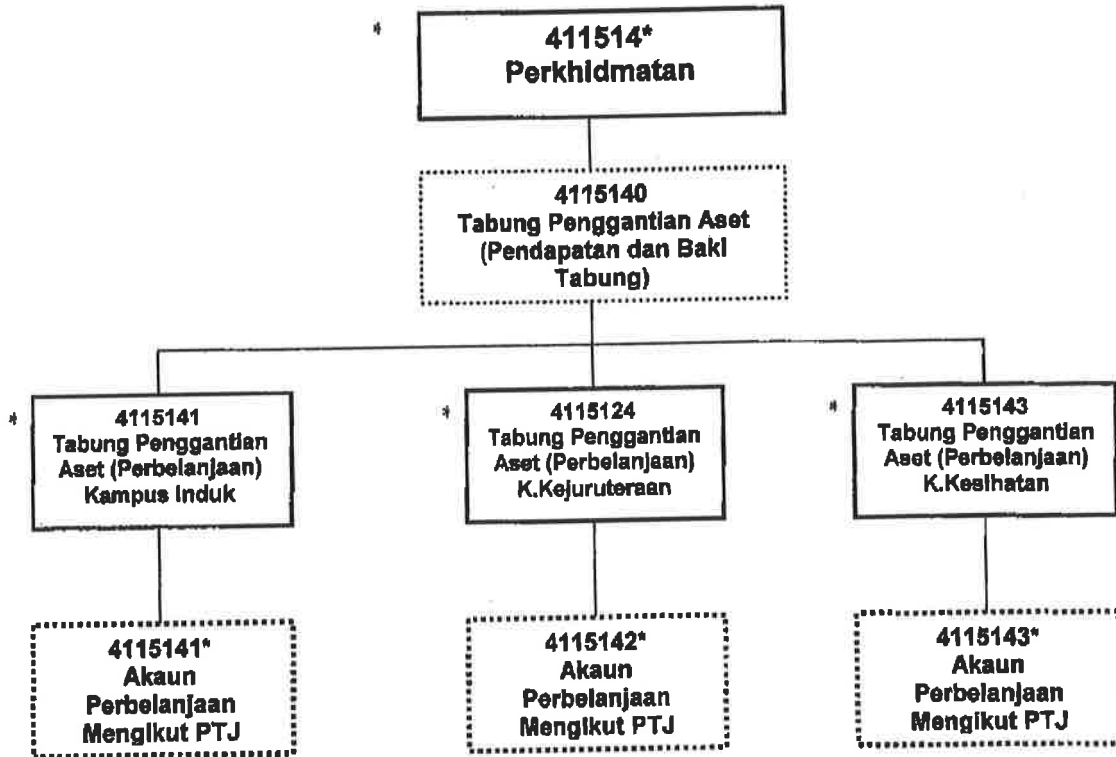 *
411514*
Perkhidmatan
4115140
Tabung Penggantian Aset
(Pendapatan dan Baki
Tabung)
*
4115141
Tabung Penggantian
Aset (Perbelanjaan)
Kampus Induk
*
4115124
Tabung Penggantian
Aset (Perbelanjaan)
K.Kejuruteraan
*
4115143
Tabung Penggantian
Aset (Perbelanjaan)
K.Kesihatan
4115141*
Akaun
Perbelanjaan
Mengikut PTJ
4115142*
Akaun
Perbelanjaan
Mengikut PTJ
4115143*
Akaun
Perbelanjaan
Mengikut PTJ